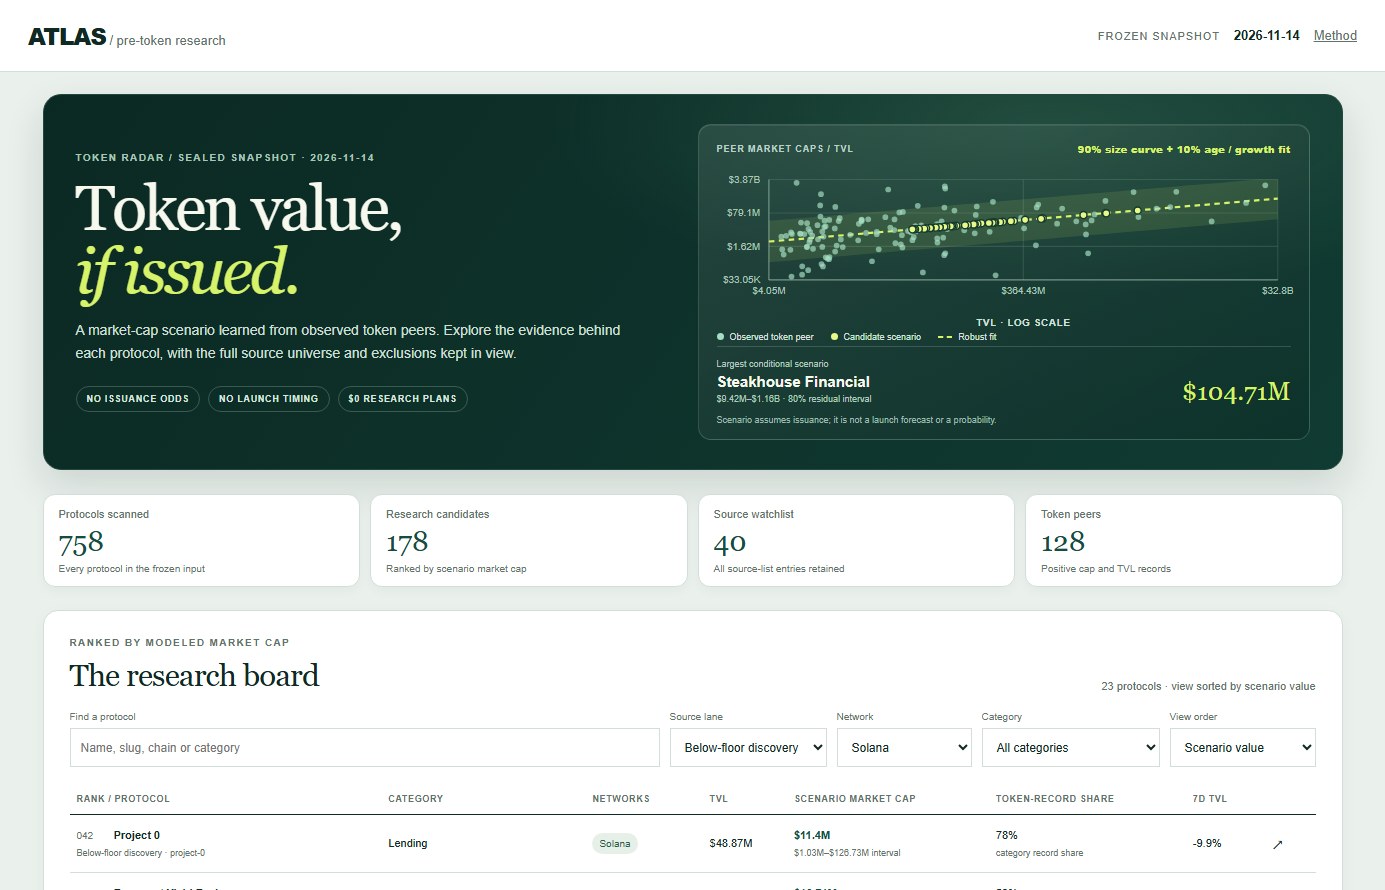 ATLAS / pre-token research
FROZEN SNAPSHOT 2026-11-14 Method
TOKEN RADAR / SEALED SNAPSHOT · 2026-11-14
Token value,
if issued.
A market-cap scenario learned from observed token peers. Explore the evidence behind
each protocol, with the full source universe and exclusions kept in view.
NO ISSUANCE ODDS NO LAUNCH TIMING $0 RESEARCH PLANS
PEER MARKET CAPS / TVL 90% size curve + 10% age / growth fit
$3.87B
$79.1M
$1.62M
$33.05K
$4.05M $364.43M $32.8B
TVL · LOG SCALE
Observed token peer Candidate scenario Robust fit
Largest conditional scenario
Steakhouse Financial
$9.42M–$1.16B · 80% residual interval
$104.71M
Scenario assumes issuance; it is not a launch forecast or a probability.
Protocols scanned
758
Every protocol in the frozen input
Research candidates
178
Ranked by scenario market cap
Source watchlist
40
All source-list entries retained
Token peers
128
Positive cap and TVL records
RANKED BY MODELED MARKET CAP
The research board
23 protocols · view sorted by scenario value
Find a protocol Source lane Network Category View order
Name, slug, chain or category Below-floor discovery Solana All categories Scenario value
RANK / PROTOCOL CATEGORY NETWORKS TVL SCENARIO MARKET CAP TOKEN-RECORD SHARE 7D TVL
042 Project 0 Lending Solana $48.87M $11.4M 78% -9.9% ↗
Below-floor discovery · project-0 $1.03M–$126.73M interval category record share